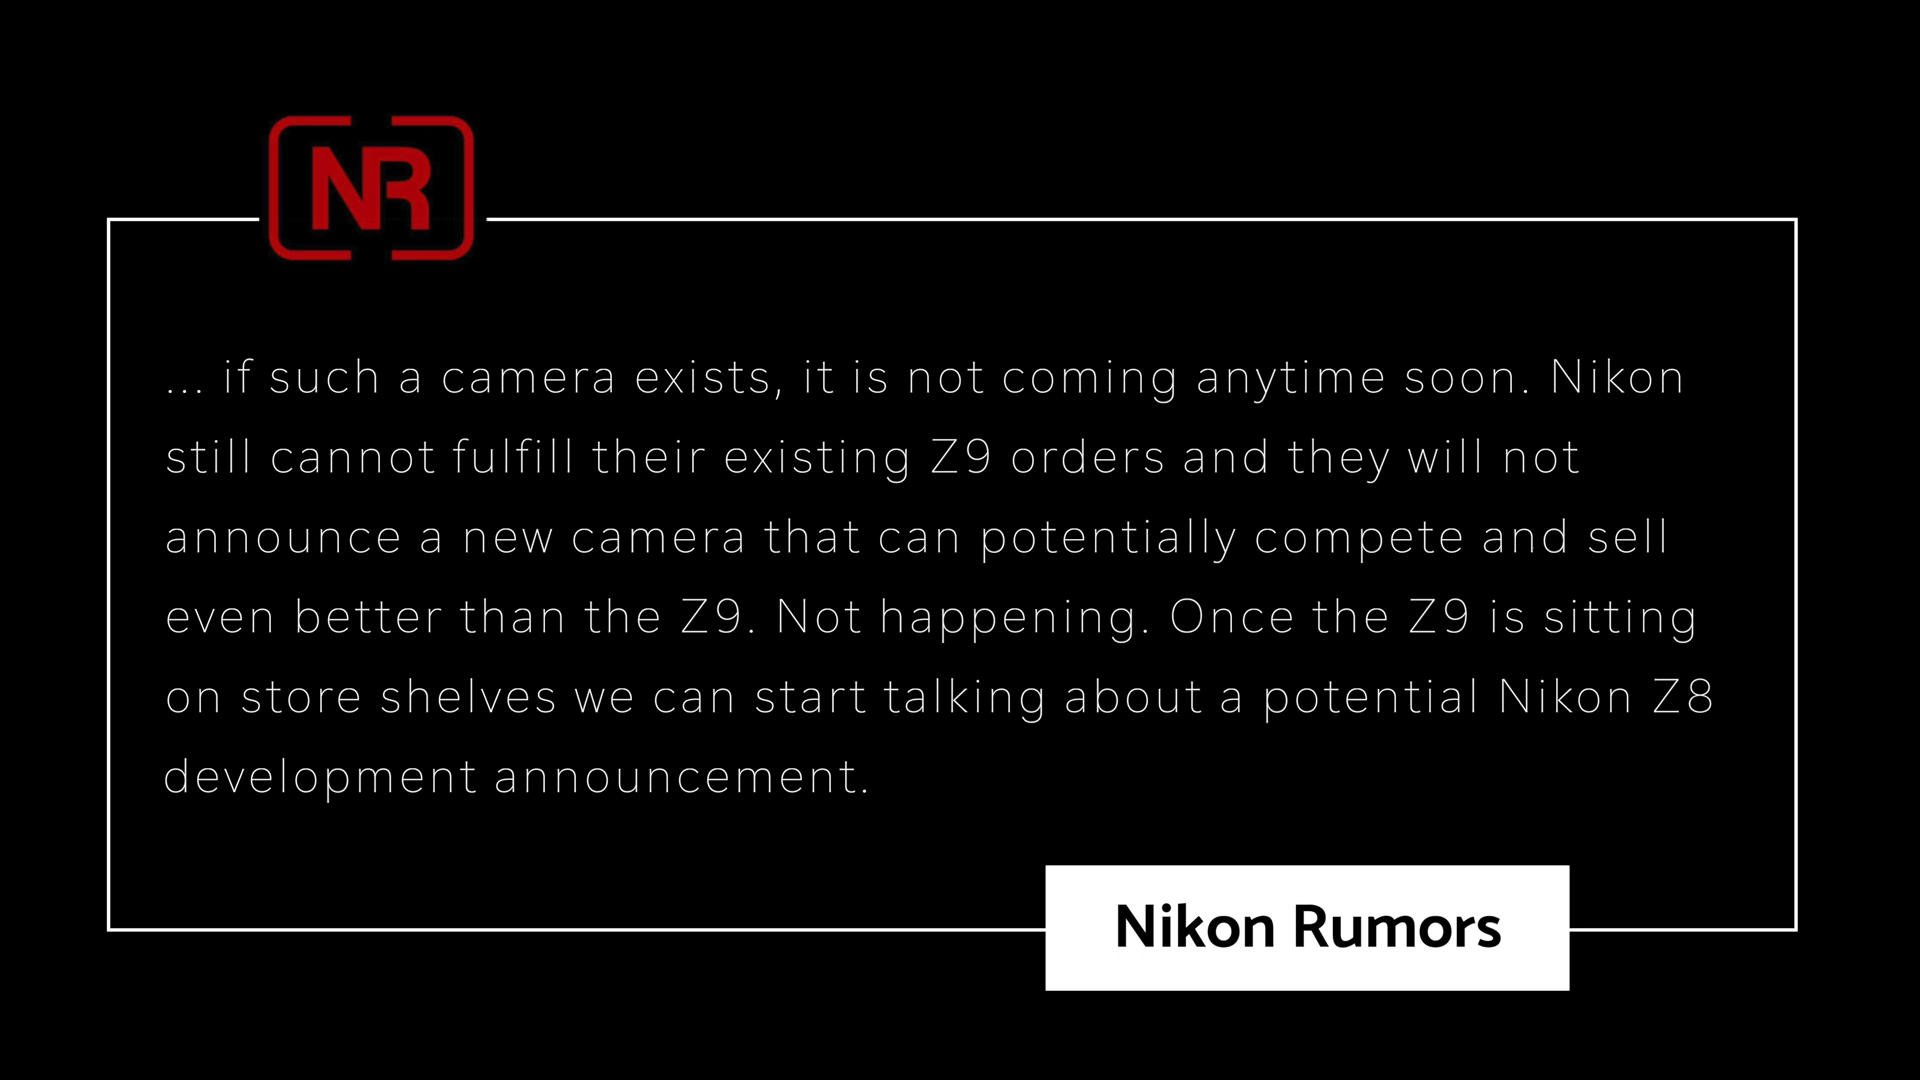 NR
... if such a camera exists, it is not coming anytime soon. Nikon
still cannot fulfill their existing Z9 orders and they will not
announce a new camera that can potentially compete and sell
even better than the Z9. Not happening. Once the Z9 is sitting
on store shelves we can start talking about a potential Nikon Z8
development announcement.
Nikon Rumors